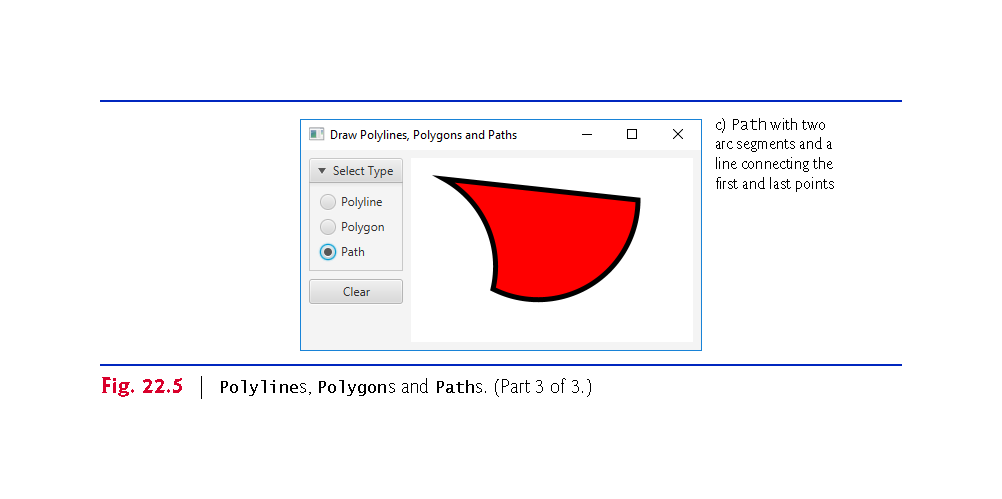 Draw Polylines, Polygons and Paths
Select Type
Polyline
Polygon
Path
Clear
c) Path with two
arc segments and a
line connecting the
first and last points
Fig. 22.5 | Polylines, Polygons and Paths. (Part 3 of 3.)